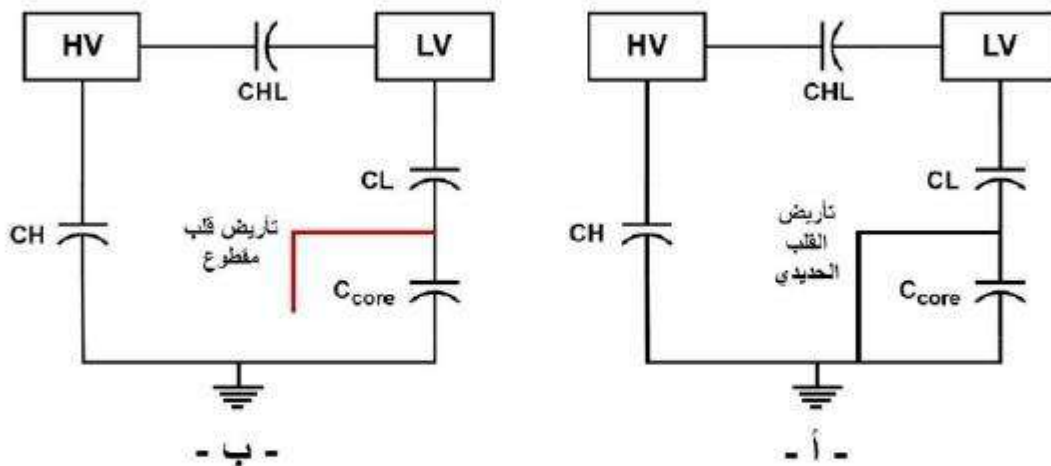 HV
CHL
LV
CH
CL
تأريض قلب
مقطوع
Ccore
- ب -
HV
CHL
LV
CH
CL
تأريض
القلب
الحديدي
Ccore
- أ -